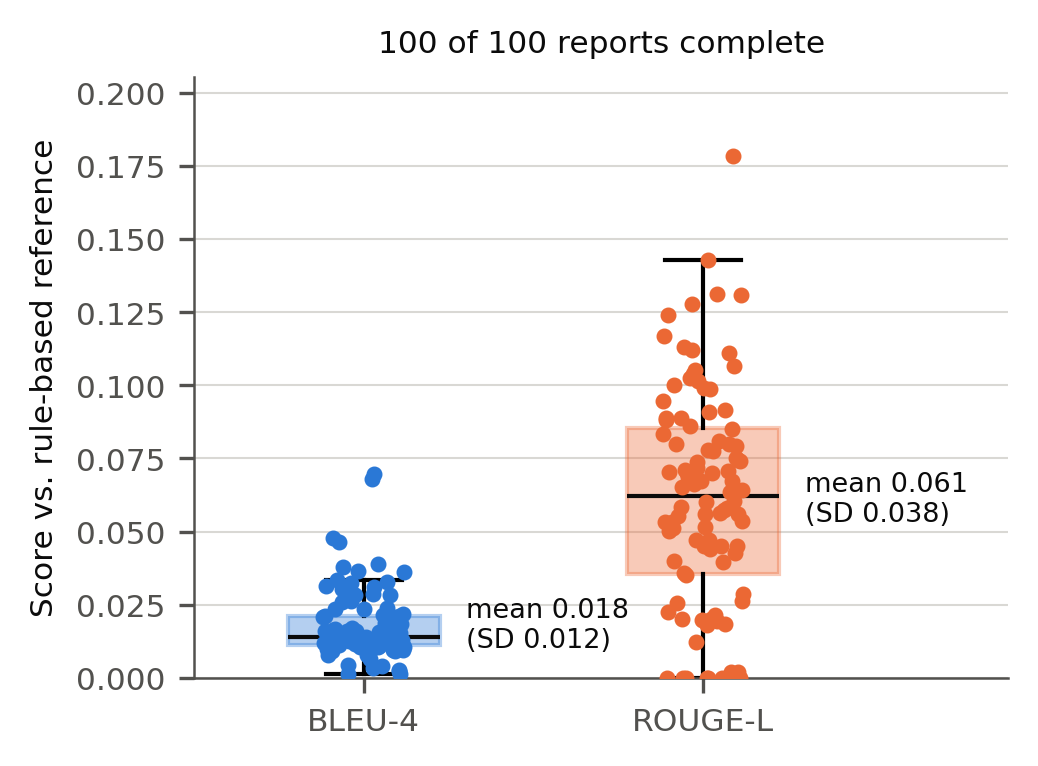 100 of 100 reports complete
Score vs. rule-based reference
0.200
0.175
0.150
0.125
0.100
0.075
0.050
0.025
0.000
mean 0.061
(SD 0.038)
mean 0.018
(SD 0.012)
BLEU-4
ROUGE-L